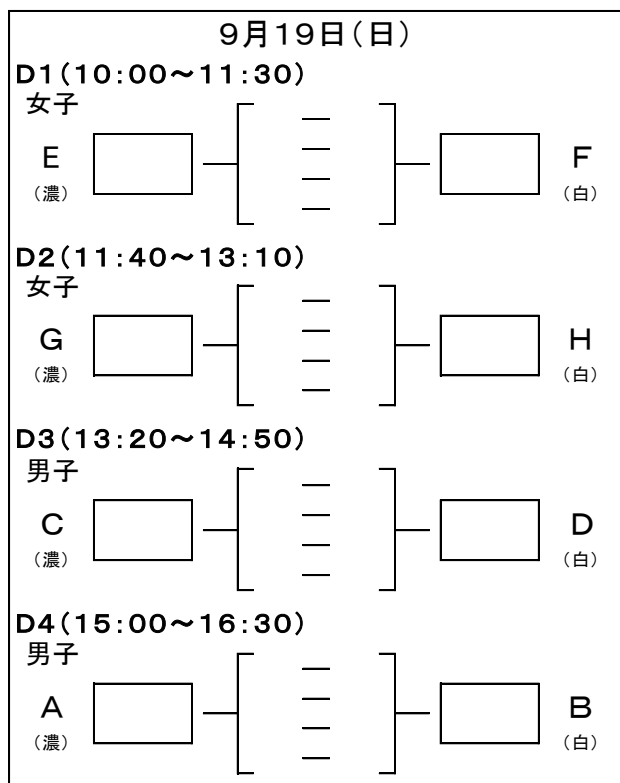 9月19日(日)
D1(10:00~11:30)
女子
E F
(濃) (白)
D2(11:40~13:10)
女子
G H
(濃) (白)
D3(13:20~14:50)
男子
C D
(濃) (白)
D4(15:00~16:30)
男子
A B
(濃) (白)